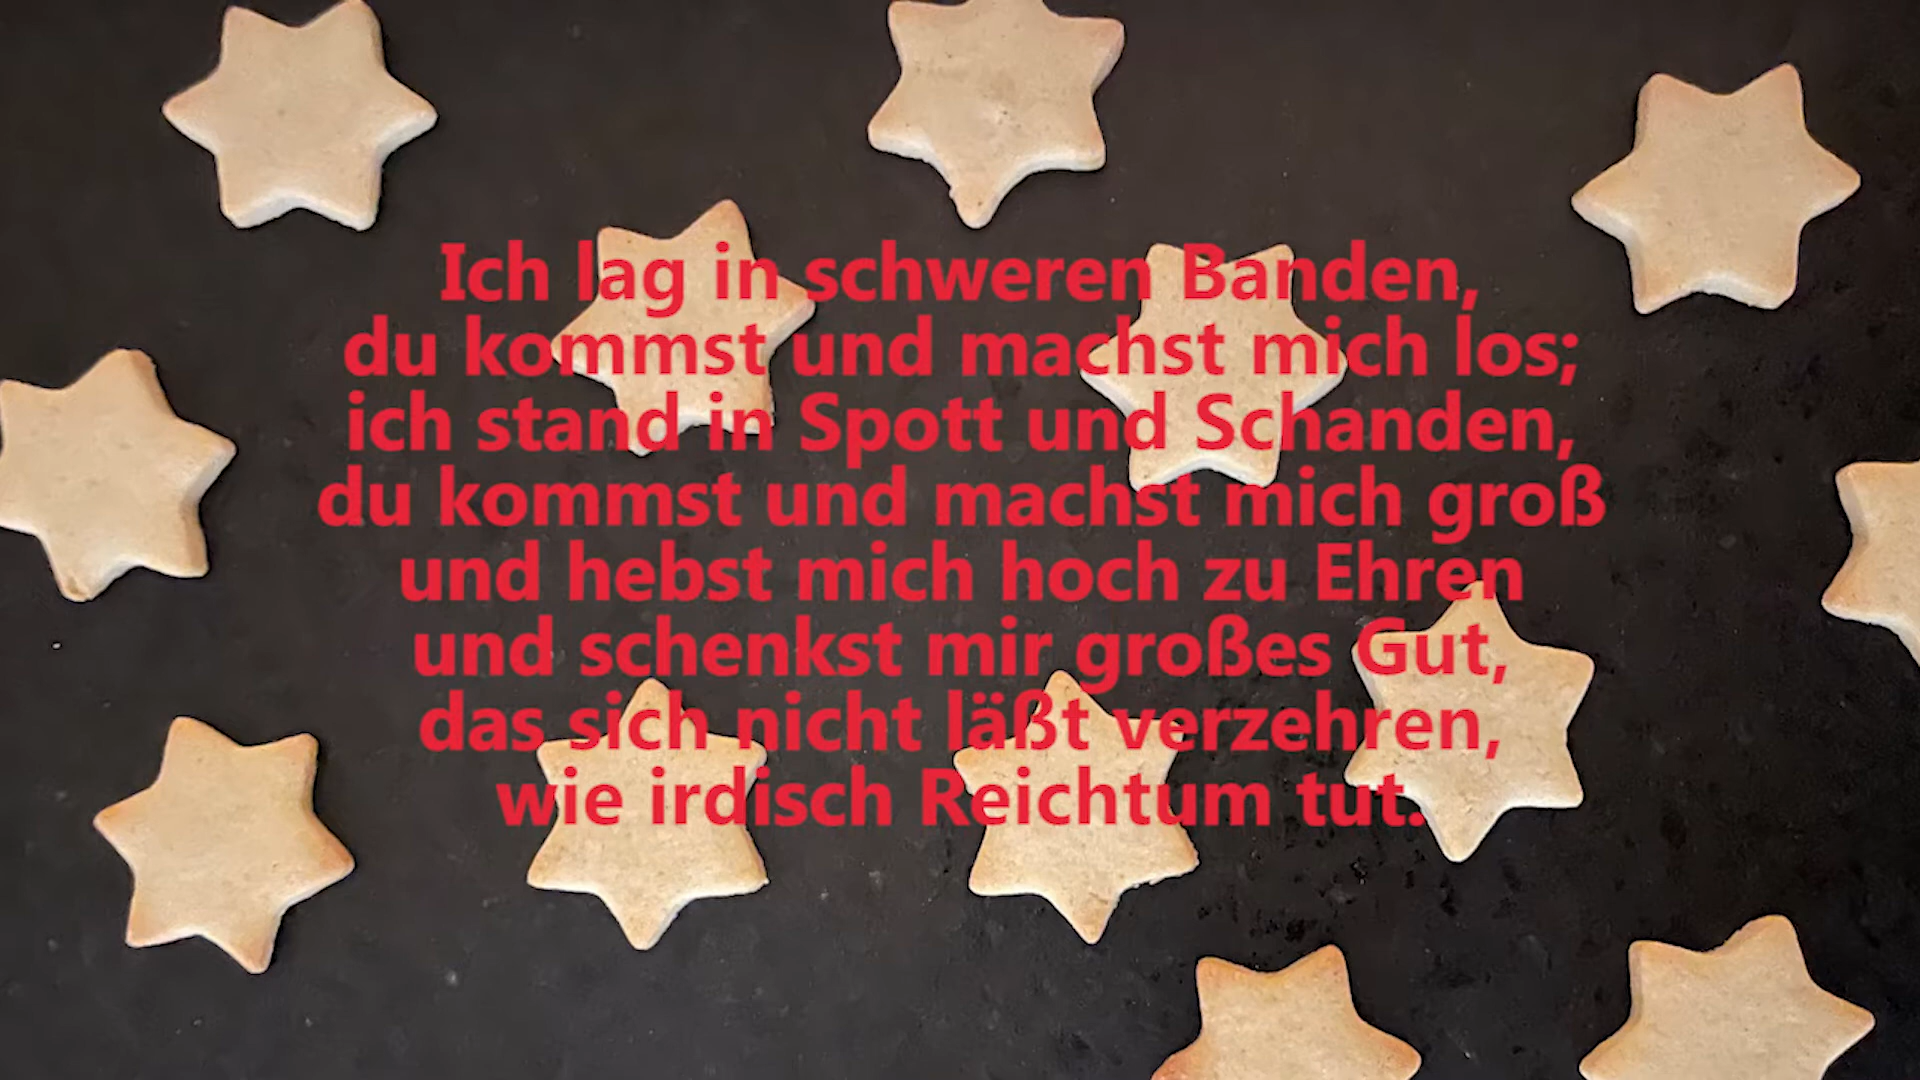 Ich lag in schweren Banden,
du kommst und machst mich los;
ich stand in Spott und Schanden,
du kommst und machst mich groß
und hebst mich hoch zu Ehren
und schenkst mir großes Gut,
das sich nicht läßt verzehren,
wie irdisch Reichtum tut.